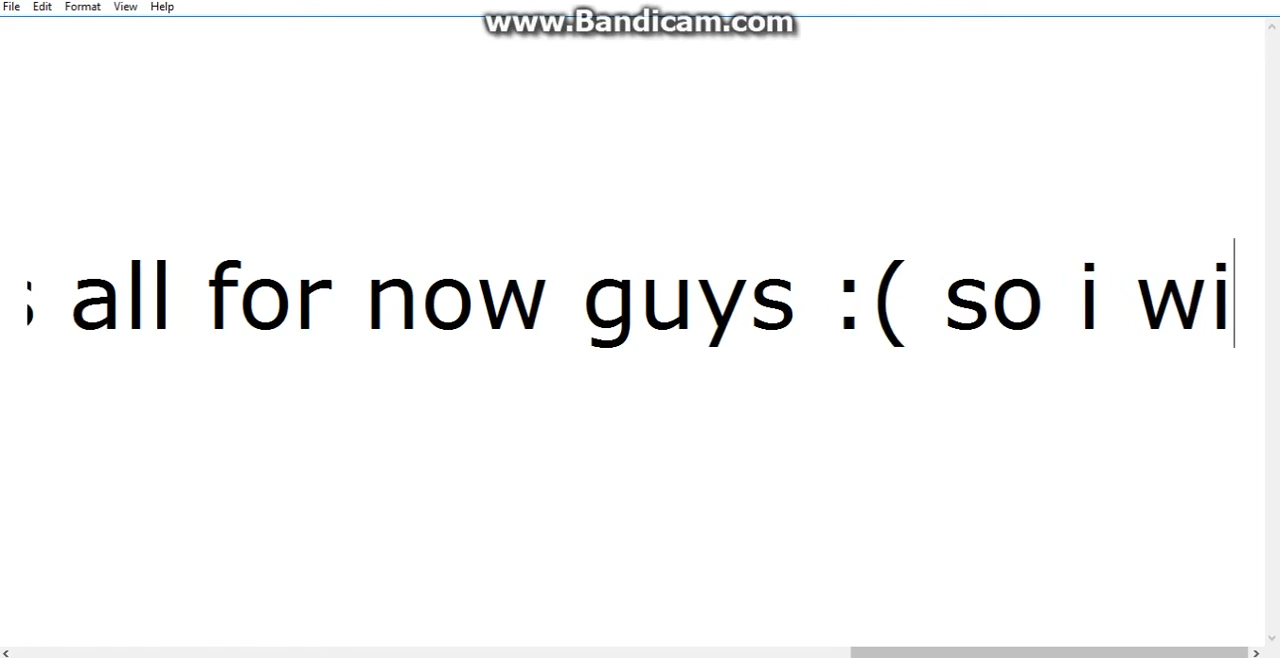 File Edit Format View Help
www.Bandicam.com
all for now guys :( so i wi